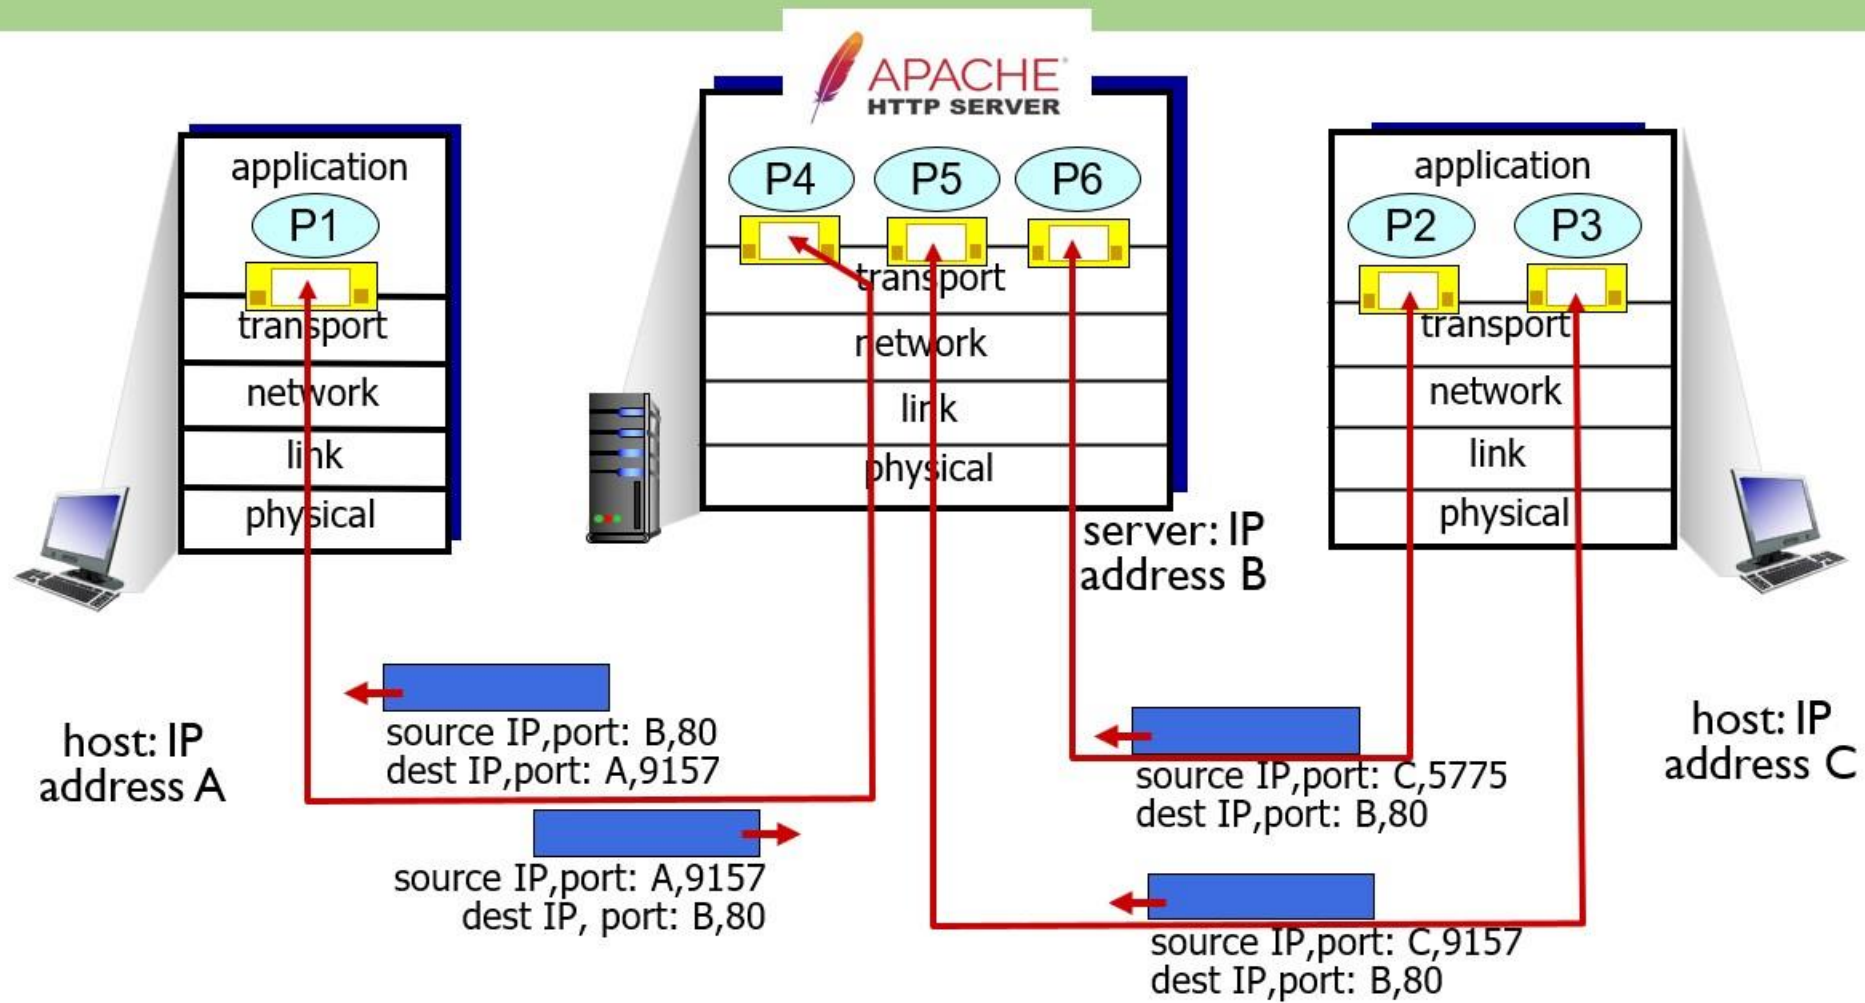 APACHE
HTTP SERVER
application
P1
transport
network
link
physical
P4 P5 P6
transport
network
link
physical
application
P2 P3
transport
network
link
physical
server: IP
address B
host: IP
address A
source IP,port: B,80
dest IP,port: A,9157
source IP,port: A,9157
dest IP, port: B,80
source IP,port: C,5775
dest IP,port: B,80
source IP,port: C,9157
dest IP,port: B,80
host: IP
address C